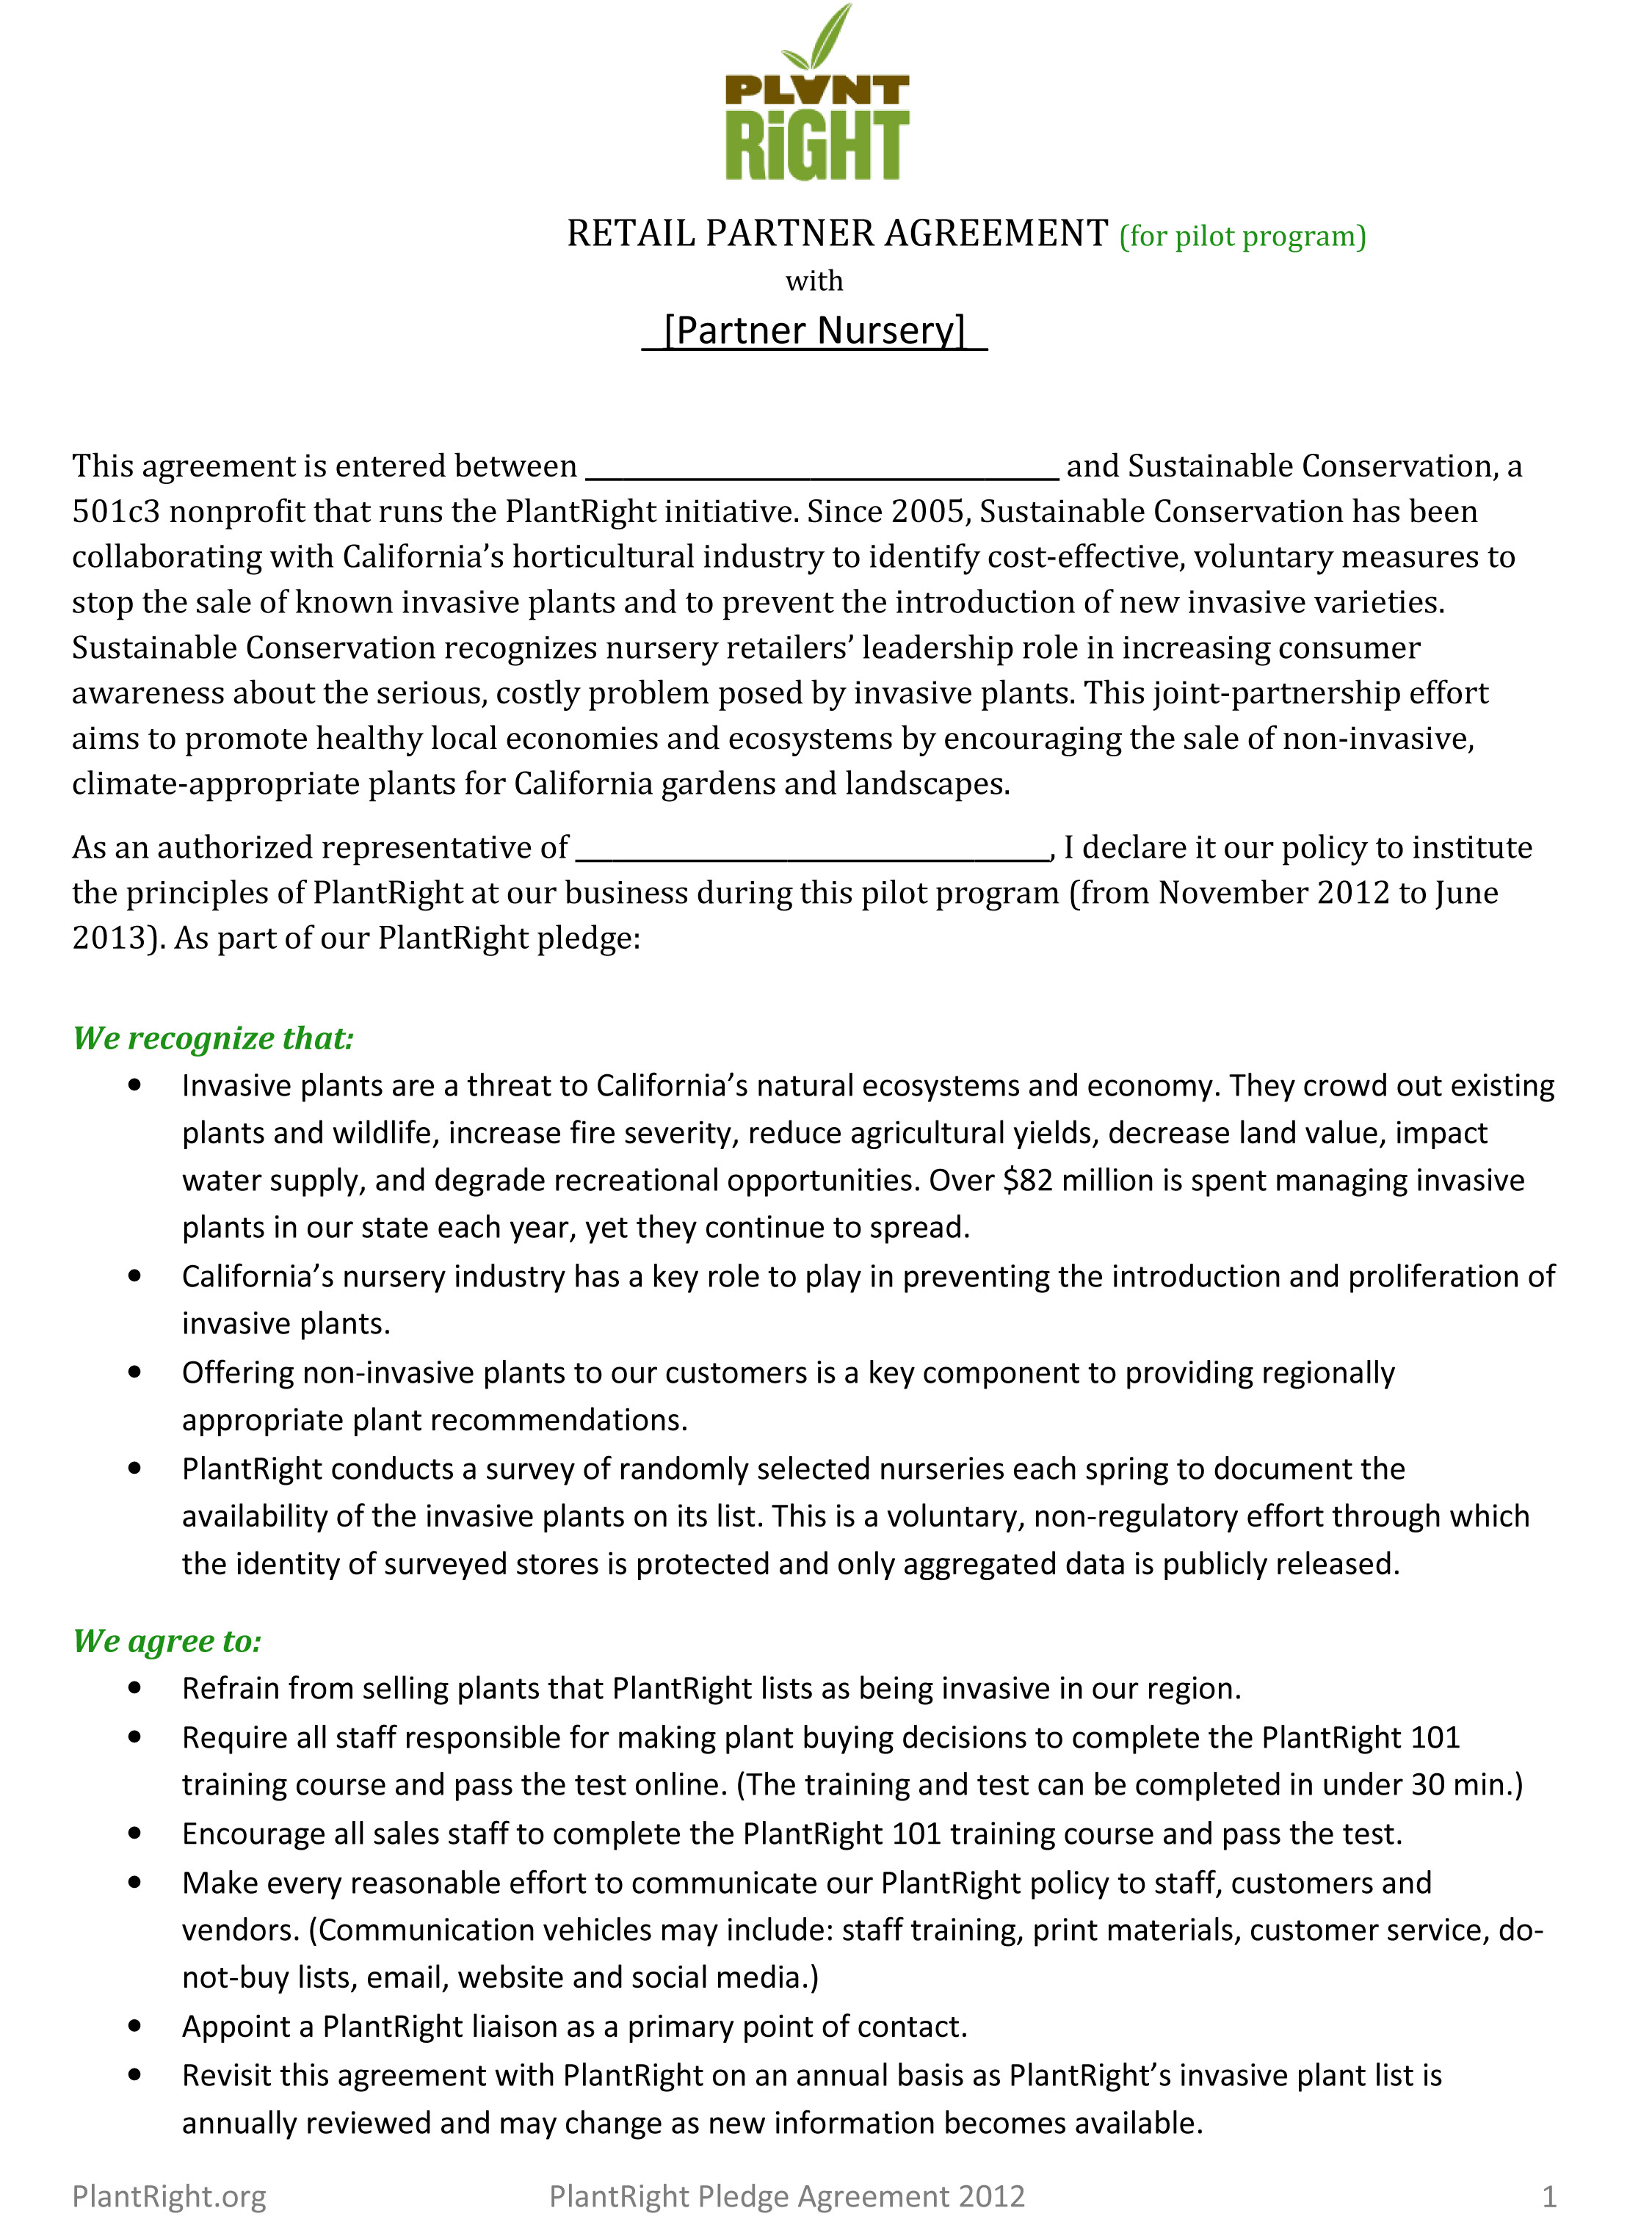 PLANT
RiGHT
RETAIL PARTNER AGREEMENT (for pilot program)
with
[Partner Nursery]
This agreement is entered between ______________________________ and Sustainable Conservation, a
501c3 nonprofit that runs the PlantRight initiative. Since 2005, Sustainable Conservation has been
collaborating with California’s horticultural industry to identify cost-effective, voluntary measures to
stop the sale of known invasive plants and to prevent the introduction of new invasive varieties.
Sustainable Conservation recognizes nursery retailers’ leadership role in increasing consumer
awareness about the serious, costly problem posed by invasive plants. This joint-partnership effort
aims to promote healthy local economies and ecosystems by encouraging the sale of non-invasive,
climate-appropriate plants for California gardens and landscapes.
As an authorized representative of ______________________________, I declare it our policy to institute
the principles of PlantRight at our business during this pilot program (from November 2012 to June
2013). As part of our PlantRight pledge:
We recognize that:
• Invasive plants are a threat to California’s natural ecosystems and economy. They crowd out existing
plants and wildlife, increase fire severity, reduce agricultural yields, decrease land value, impact
water supply, and degrade recreational opportunities. Over $82 million is spent managing invasive
plants in our state each year, yet they continue to spread.
• California’s nursery industry has a key role to play in preventing the introduction and proliferation of
invasive plants.
• Offering non-invasive plants to our customers is a key component to providing regionally
appropriate plant recommendations.
• PlantRight conducts a survey of randomly selected nurseries each spring to document the
availability of the invasive plants on its list. This is a voluntary, non-regulatory effort through which
the identity of surveyed stores is protected and only aggregated data is publicly released.
We agree to:
• Refrain from selling plants that PlantRight lists as being invasive in our region.
• Require all staff responsible for making plant buying decisions to complete the PlantRight 101
training course and pass the test online. (The training and test can be completed in under 30 min.)
• Encourage all sales staff to complete the PlantRight 101 training course and pass the test.
• Make every reasonable effort to communicate our PlantRight policy to staff, customers and
vendors. (Communication vehicles may include: staff training, print materials, customer service, do-
not-buy lists, email, website and social media.)
• Appoint a PlantRight liaison as a primary point of contact.
• Revisit this agreement with PlantRight on an annual basis as PlantRight’s invasive plant list is
annually reviewed and may change as new information becomes available.
PlantRight.org PlantRight Pledge Agreement 2012 1